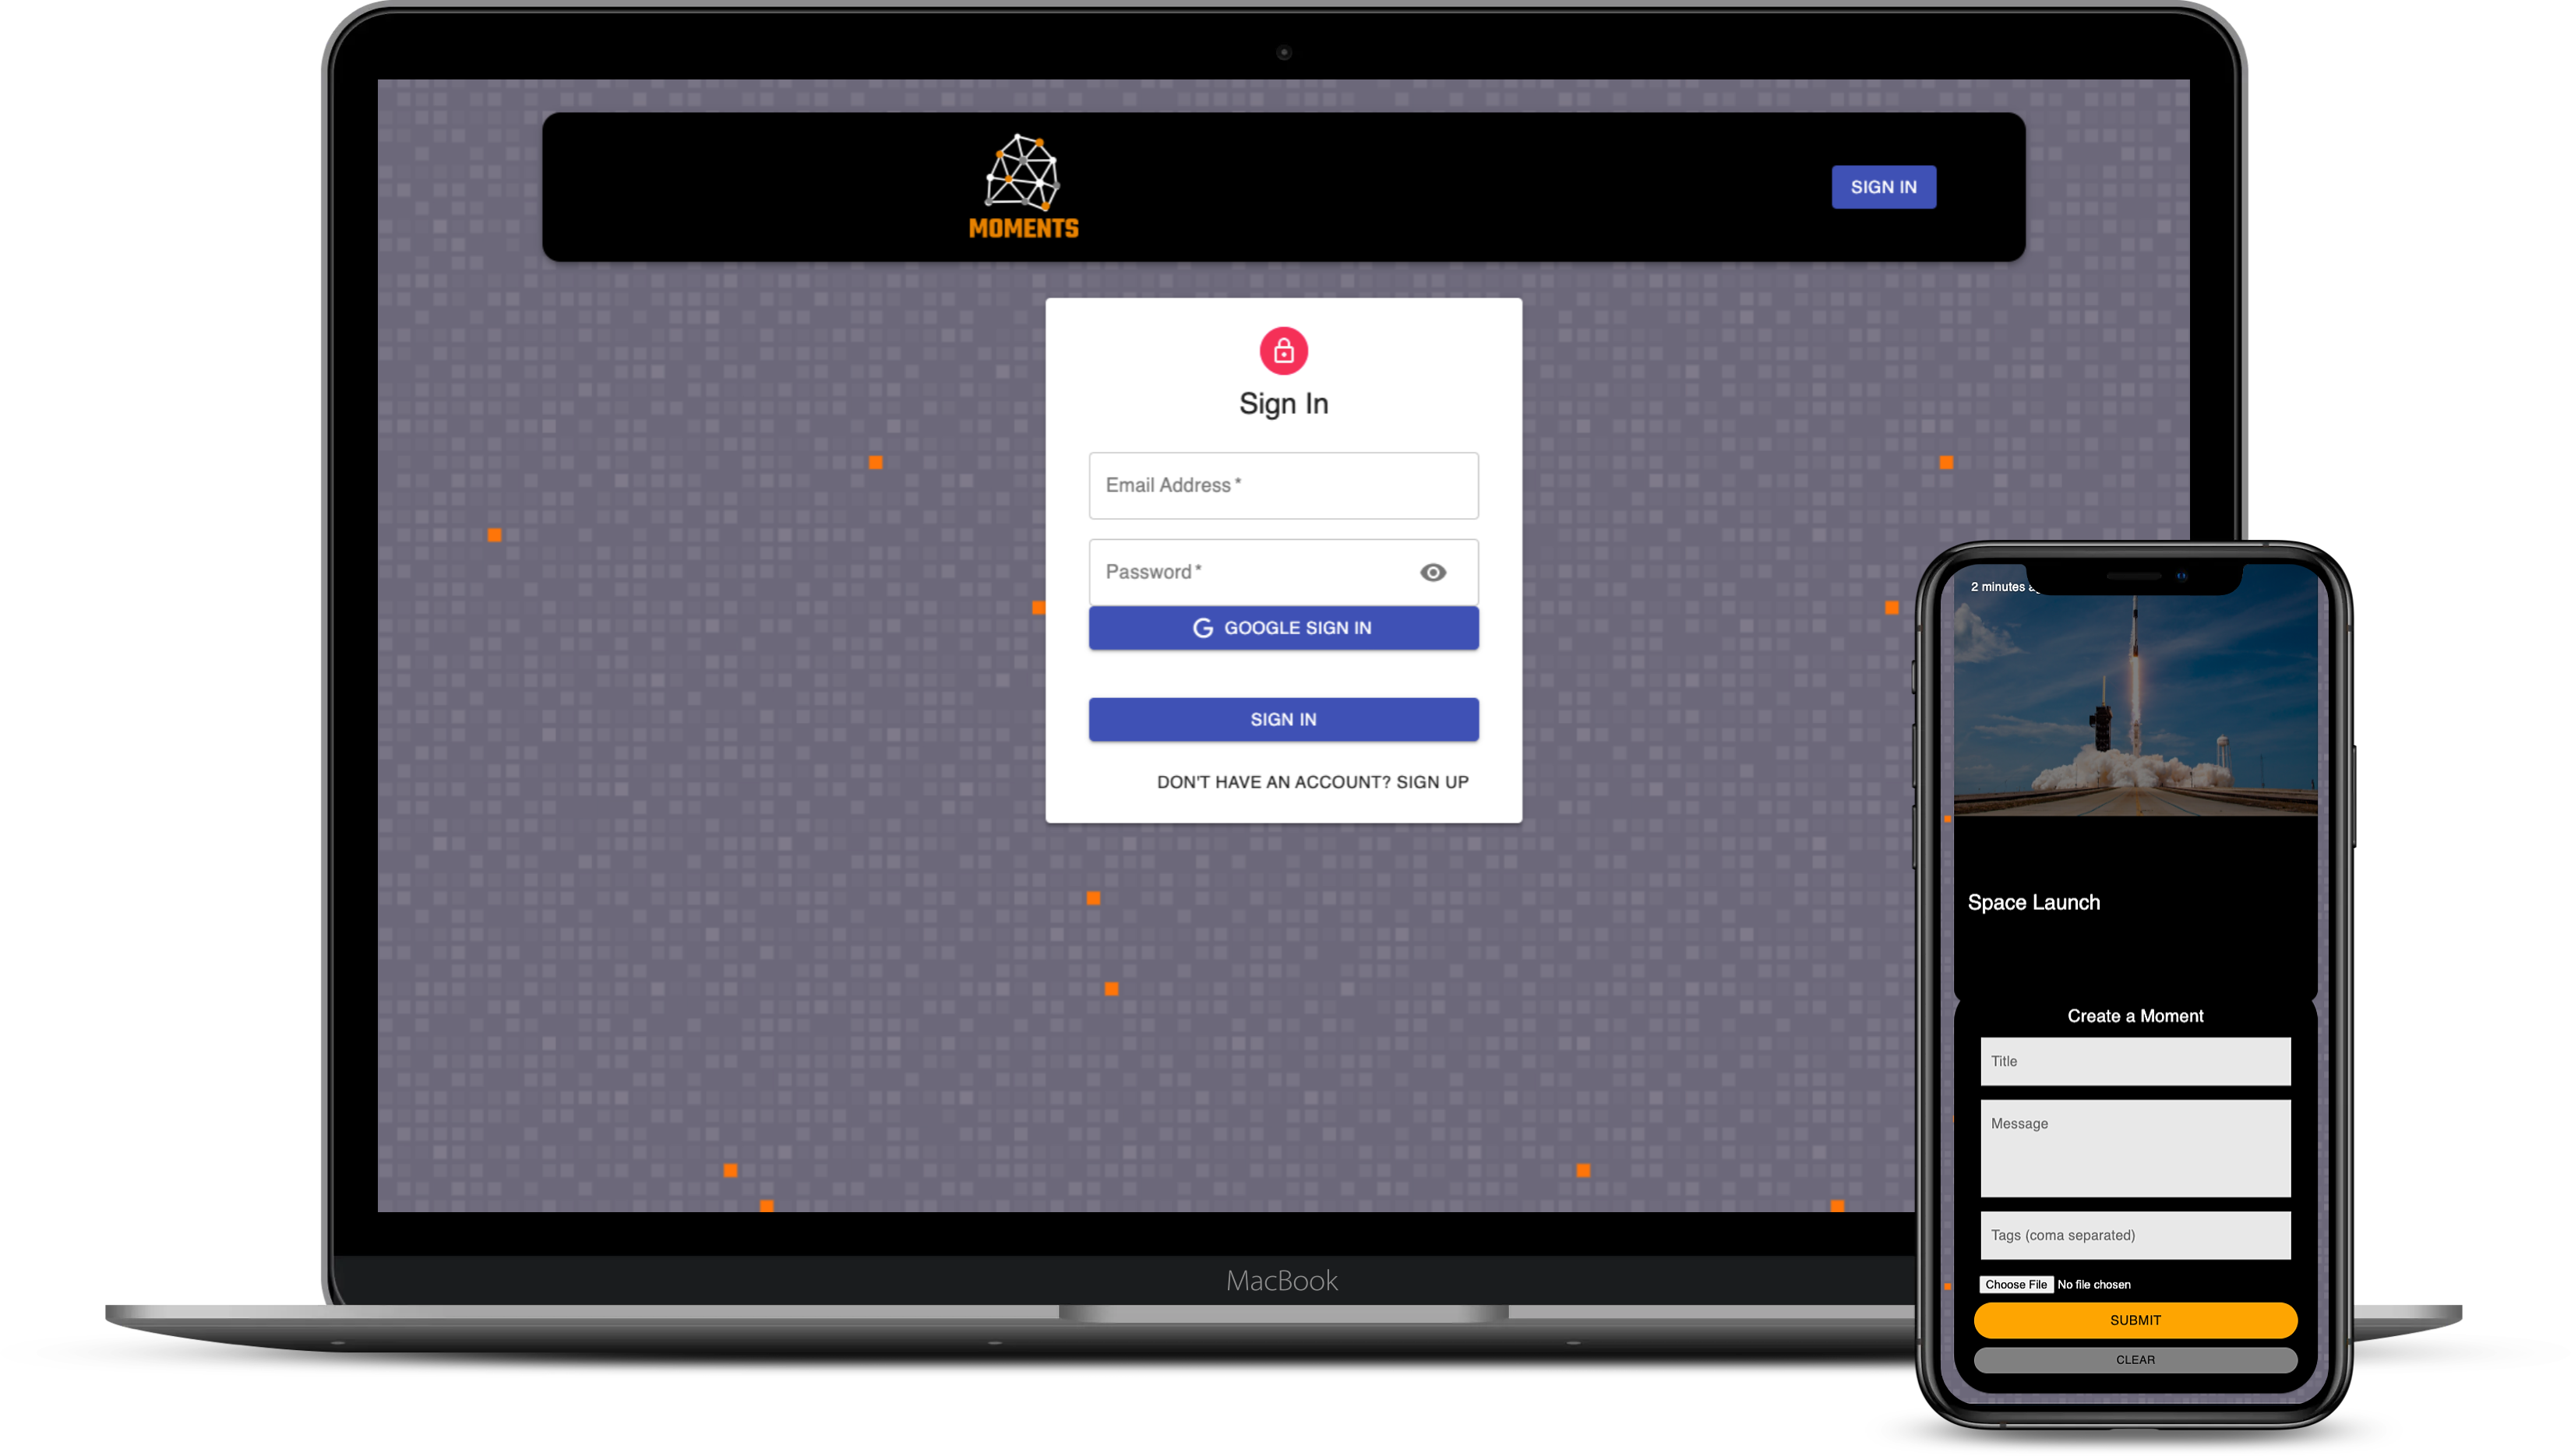 MOMENTS
SIGN IN
Sign In
Email Address *
Password *
GOOGLE SIGN IN
SIGN IN
DON'T HAVE AN ACCOUNT? SIGN UP
MacBook
2 minutes
Space Launch
Create a Moment
Title
Message
Tags (coma separated)
Choose File No file chosen
SUBMIT
CLEAR